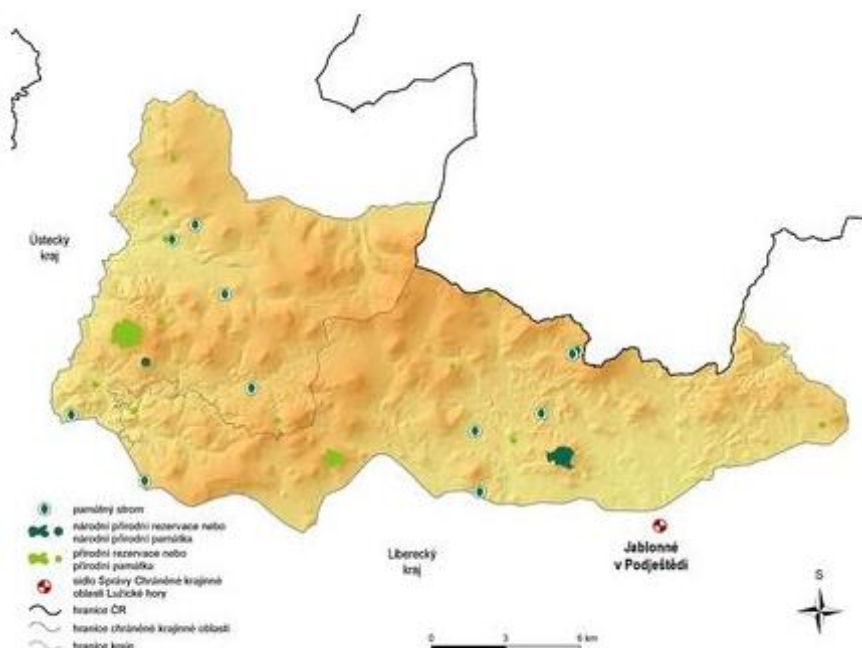 Ústecký
kraj
památný strom
národní přírodní rezervace nebo
národní přírodní památka
přírodní rezervace nebo
přírodní památka
sídlo Správy Chráněné krajinné
oblasti Lužické hory
hranice ČR
hranice chráněné krajinné oblasti
hranice krajů
Liberecký
kraj
Jablonné
v Podještědí
S
0 3 6 km